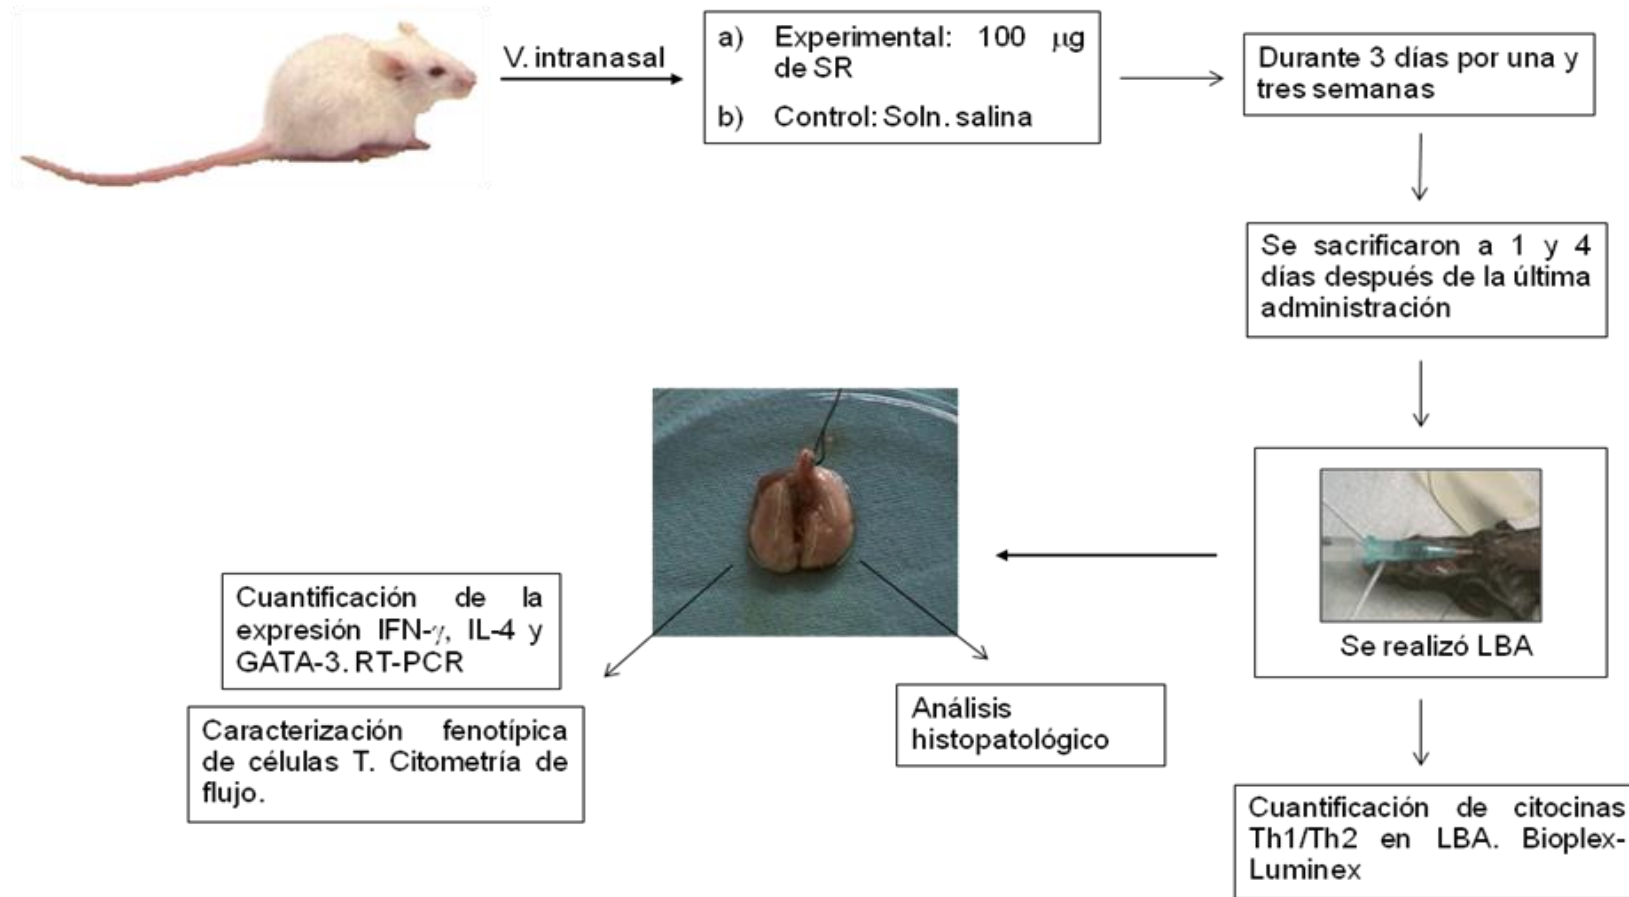 V. intranasal
a) Experimental: 100 μg
de SR
b) Control: Soln. salina
Durante 3 días por una y
tres semanas
Se sacrificaron a 1 y 4
días después de la última
administración
Se realizó LBA
Cuantificación de la
expresión IFN-γ, IL-4 y
GATA-3. RT-PCR
Caracterización fenotípica
de células T. Citometría de
flujo.
Análisis
histopatológico
Cuantificación de citocinas
Th1/Th2 en LBA. Bioplex-
Luminex